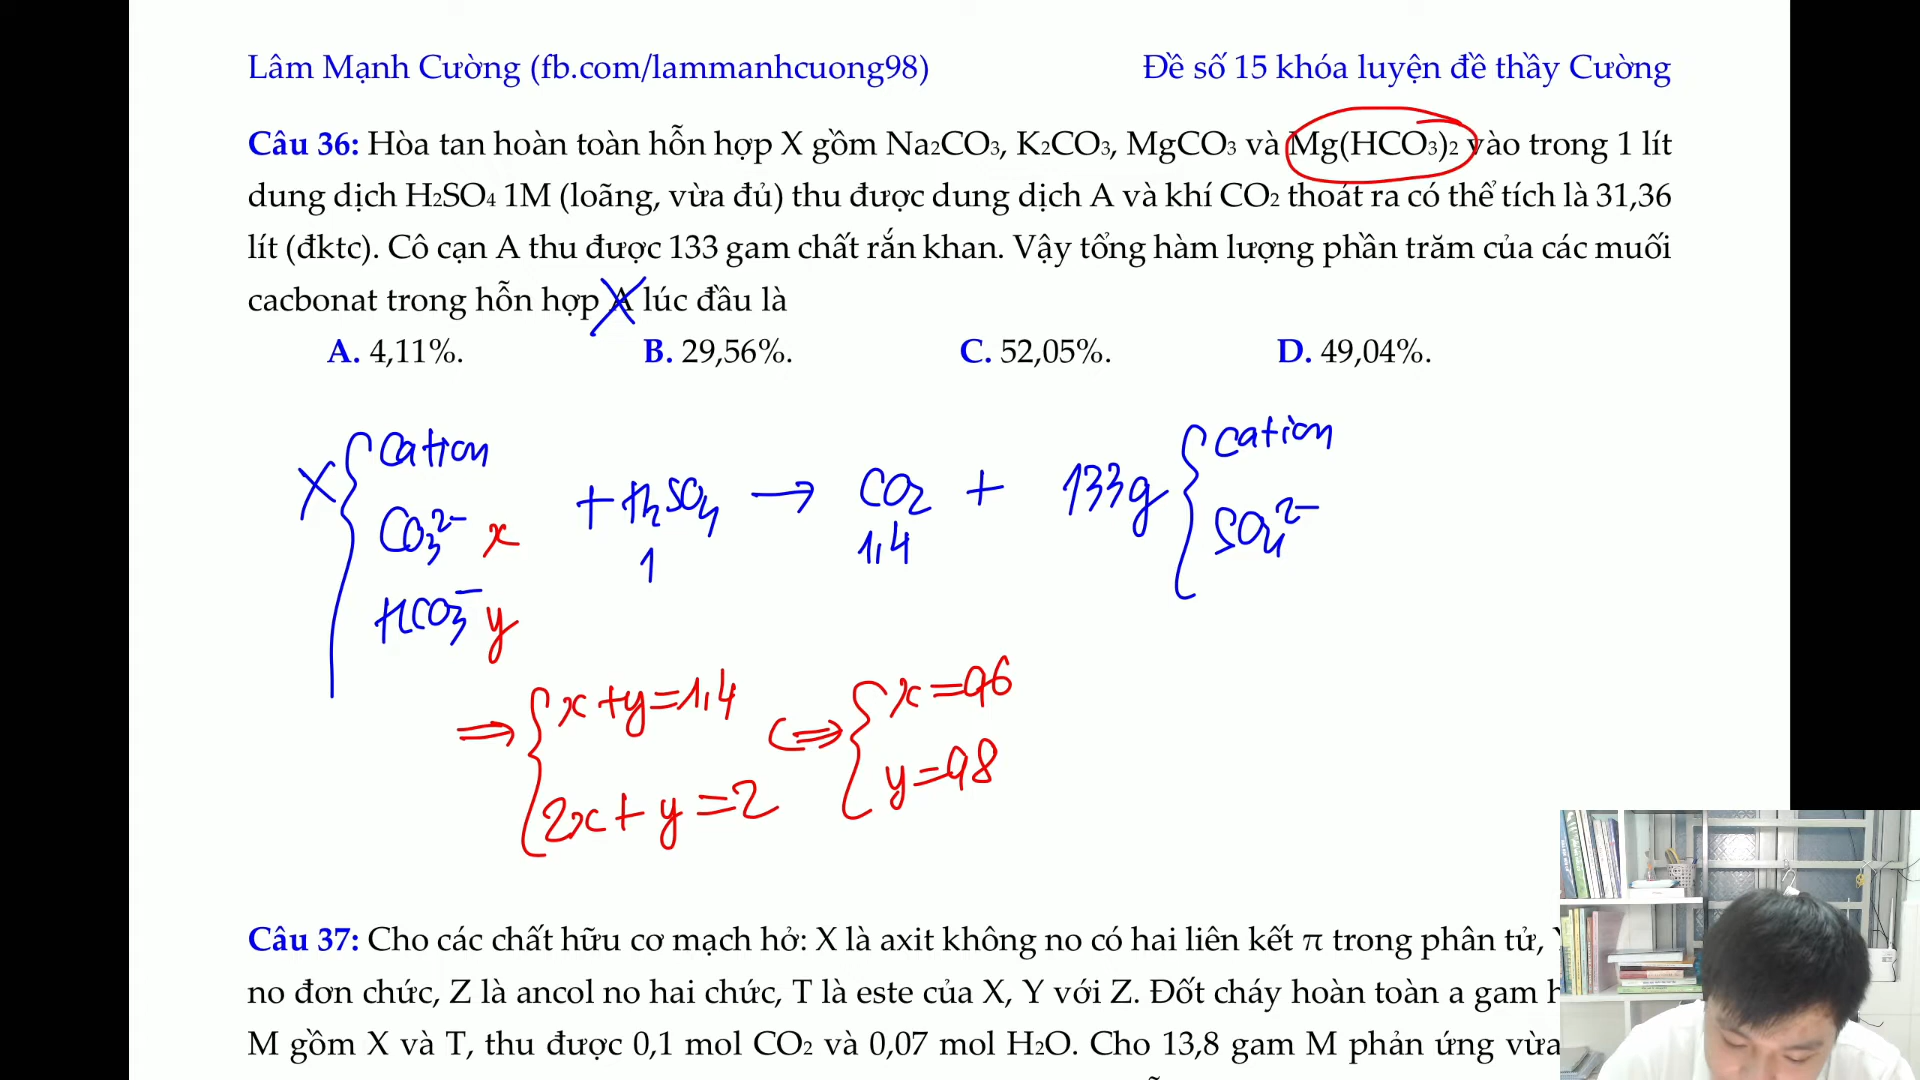 Lâm Mạnh Cường (fb.com/lammanhcuong98) Đề số 15 khóa luyện đề thầy Cường
Câu 36: Hòa tan hoàn toàn hỗn hợp X gồm Na₂CO₃, K₂CO₃, MgCO₃ và Mg(HCO₃)₂ vào trong 1 lít
dung dịch H₂SO₄ 1M (loãng, vừa đủ) thu được dung dịch A và khí CO₂ thoát ra có thể tích là 31,36
lít (đktc). Cô cạn A thu được 133 gam chất rắn khan. Vậy tổng hàm lượng phần trăm của các muối
cacbonat trong hỗn hợp A lúc đầu là
A. 4,11%. B. 29,56%. C. 52,05%. D. 49,04%.
X { Cation + H₂SO₄ → CO₂ + 133g { Cation
CO₃²⁻ x 1 1,4 SO₄²⁻
HCO₃⁻ y
⇒ { x + y = 1,4 ⇔ { x = 0,6
2x + y = 2 y = 0,8
Câu 37: Cho các chất hữu cơ mạch hở: X là axit không no có hai liên kết π trong phân tử,
no đơn chức, Z là ancol no hai chức, T là este của X, Y với Z. Đốt cháy hoàn toàn a gam
M gồm X và T, thu được 0,1 mol CO₂ và 0,07 mol H₂O. Cho 13,8 gam M phản ứng vừa